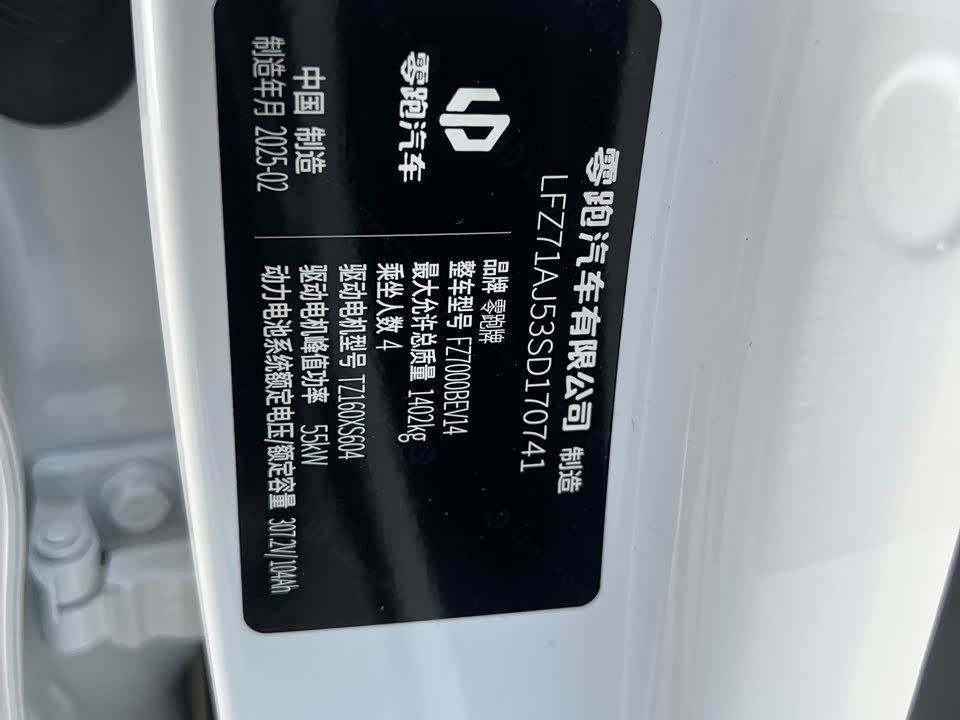 零跑汽车有限公司 制造
LFZ71AJ53SD170741
零跑汽车
中国 制造
制造年月 2025-02
品牌 零跑牌
整车型号 FZ7000BEV14
最大允许总质量 1402kg
乘坐人数 4
驱动电机型号 TZ160XS604
驱动电机峰值功率 55kW
动力电池系统额定电压/额定容量 307.2V/104Ah